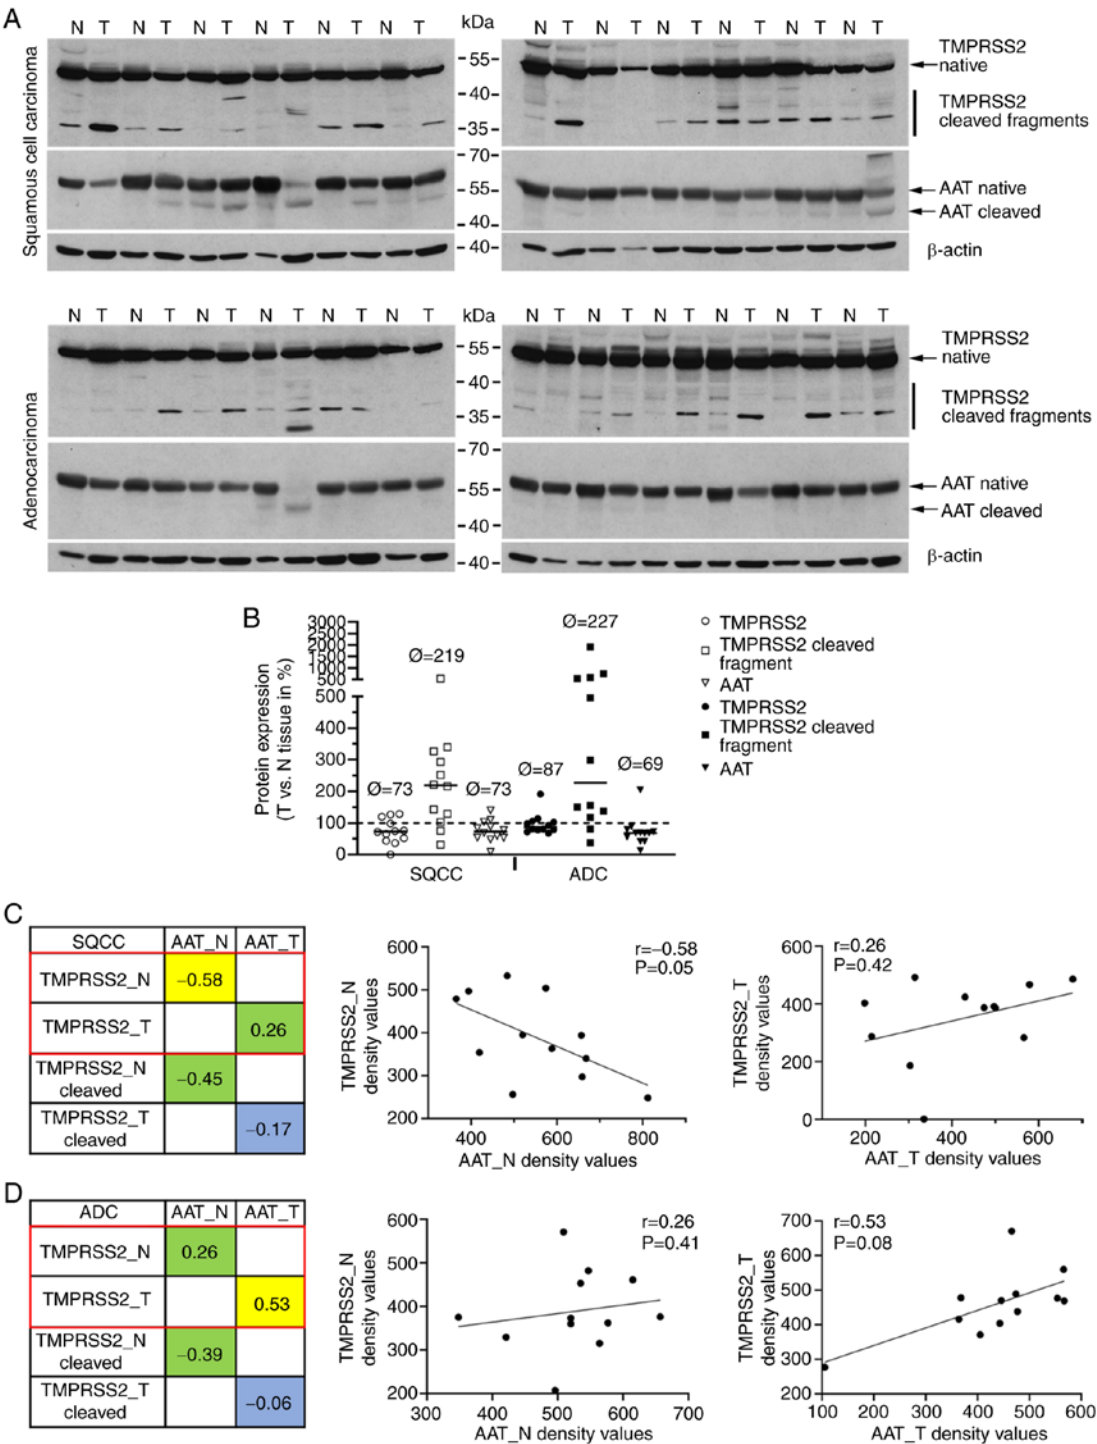 A
N T N T N T N T N T N T
kDa
N T N T N T N T N T N T
Squamous cell carcinoma
55
40
35
70
55
40
40
TMPRSS2
native
TMPRSS2
cleaved fragments
AAT native
AAT cleaved
β-actin
N T N T N T N T N T N T
kDa
N T N T N T N T N T N T
Adenocarcinoma
55
40
35
70
55
40
40
TMPRSS2
native
TMPRSS2
cleaved fragments
AAT native
AAT cleaved
β-actin
B
Protein expression
(T vs. N tissue in %)
3000
2500
2000
1500
1000
500
500
400
300
200
100
0
Ø=73
Ø=219
Ø=73
Ø=87
Ø=227
Ø=69
SQCC
ADC
TMPRSS2
TMPRSS2 cleaved
fragment
AAT
TMPRSS2
TMPRSS2 cleaved
fragment
AAT
C
SQCC AAT_N AAT_T
TMPRSS2_N −0.58
TMPRSS2_T 0.26
TMPRSS2_N
cleaved −0.45
TMPRSS2_T
cleaved −0.17
TMPRSS2_N
density values
600
500
400
300
200
r=−0.58
P=0.05
400 600 800
AAT_N density values
TMPRSS2_T
density values
600
400
200
0
r=0.26
P=0.42
200 400 600
AAT_T density values
D
ADC AAT_N AAT_T
TMPRSS2_N 0.26
TMPRSS2_T 0.53
TMPRSS2_N
cleaved −0.39
TMPRSS2_T
cleaved −0.06
TMPRSS2_N
density values
600
500
400
300
200
r=0.26
P=0.41
300 400 500 600 700
AAT_N density values
TMPRSS2_T
density values
700
600
500
400
300
200
r=0.53
P=0.08
100 200 300 400 500 600
AAT_T density values